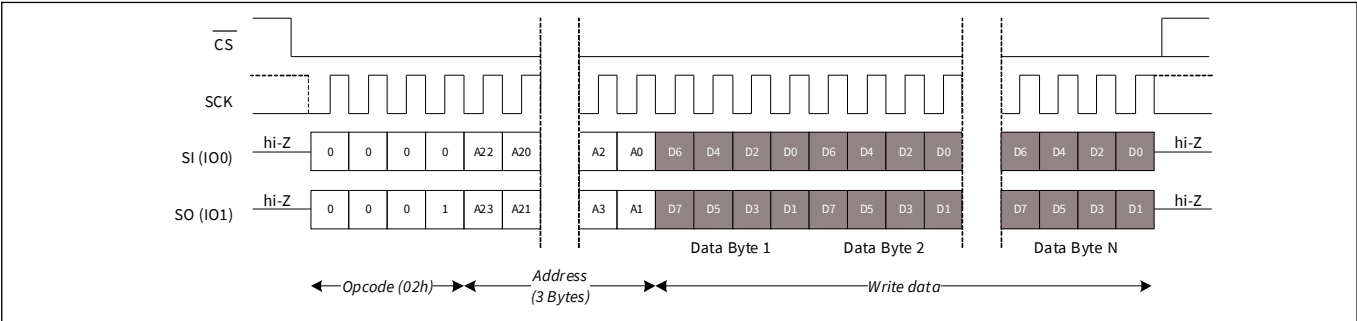 CS
SCK
SI (IO0) hi-Z 0 0 0 0 A22 A20 A2 A0 D6 D4 D2 D0 D6 D4 D2 D0 D6 D4 D2 D0 hi-Z
SO (IO1) hi-Z 0 0 0 1 A23 A21 A3 A1 D7 D5 D3 D1 D7 D5 D3 D1 D7 D5 D3 D1 hi-Z
Data Byte 1 Data Byte 2 Data Byte N
Opcode (02h) Address Write data
(3 Bytes)